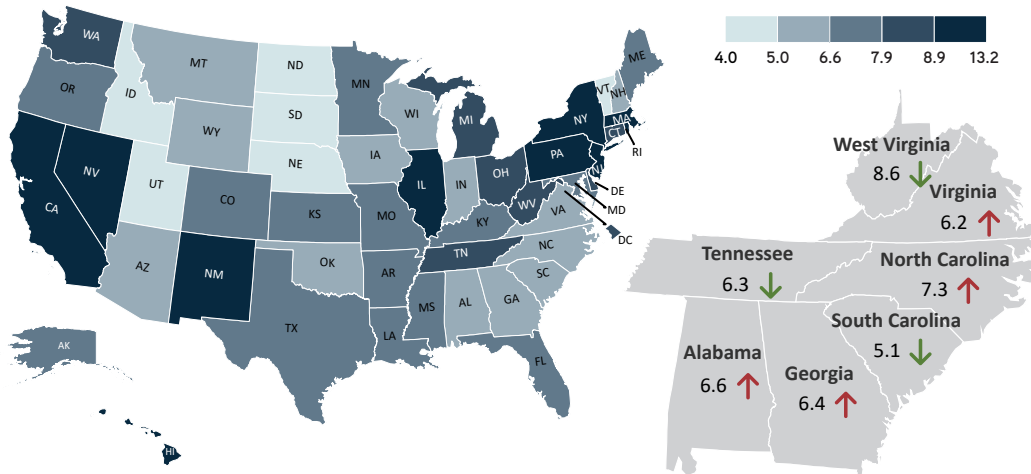 WA
MT
ND
MN
ME
OR
ID
SD
WI
VT
NH
WY
MI
NY
MA
CT
RI
NE
IA
PA
NJ
NV
UT
IL
IN
OH
DE
CA
CO
KS
MO
WV
MD
VA
KY
DC
AZ
NM
OK
AR
TN
NC
SC
TX
LA
MS
AL
GA
FL
AK
HI
4.0 5.0 6.6 7.9 8.9 13.2
West Virginia
8.6
Virginia
6.2
Tennessee
6.3
North Carolina
7.3
South Carolina
5.1
Alabama
6.6
Georgia
6.4